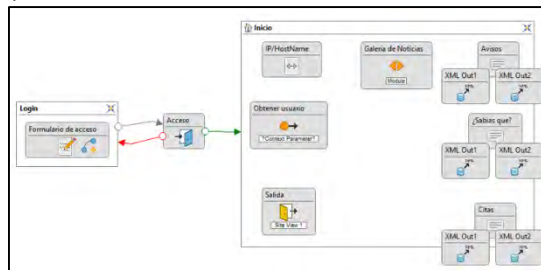 Inicio
IP/HostName
Galeria de Noticias
Module
Avisos
XML Out1
XML Out2
Login
Formulario de acceso
Acceso
Obtener usuario
"Context Parameter"
¿Sabias que?
XML Out1
XML Out2
Salida
Site View 1
Citas
XML Out1
XML Out2